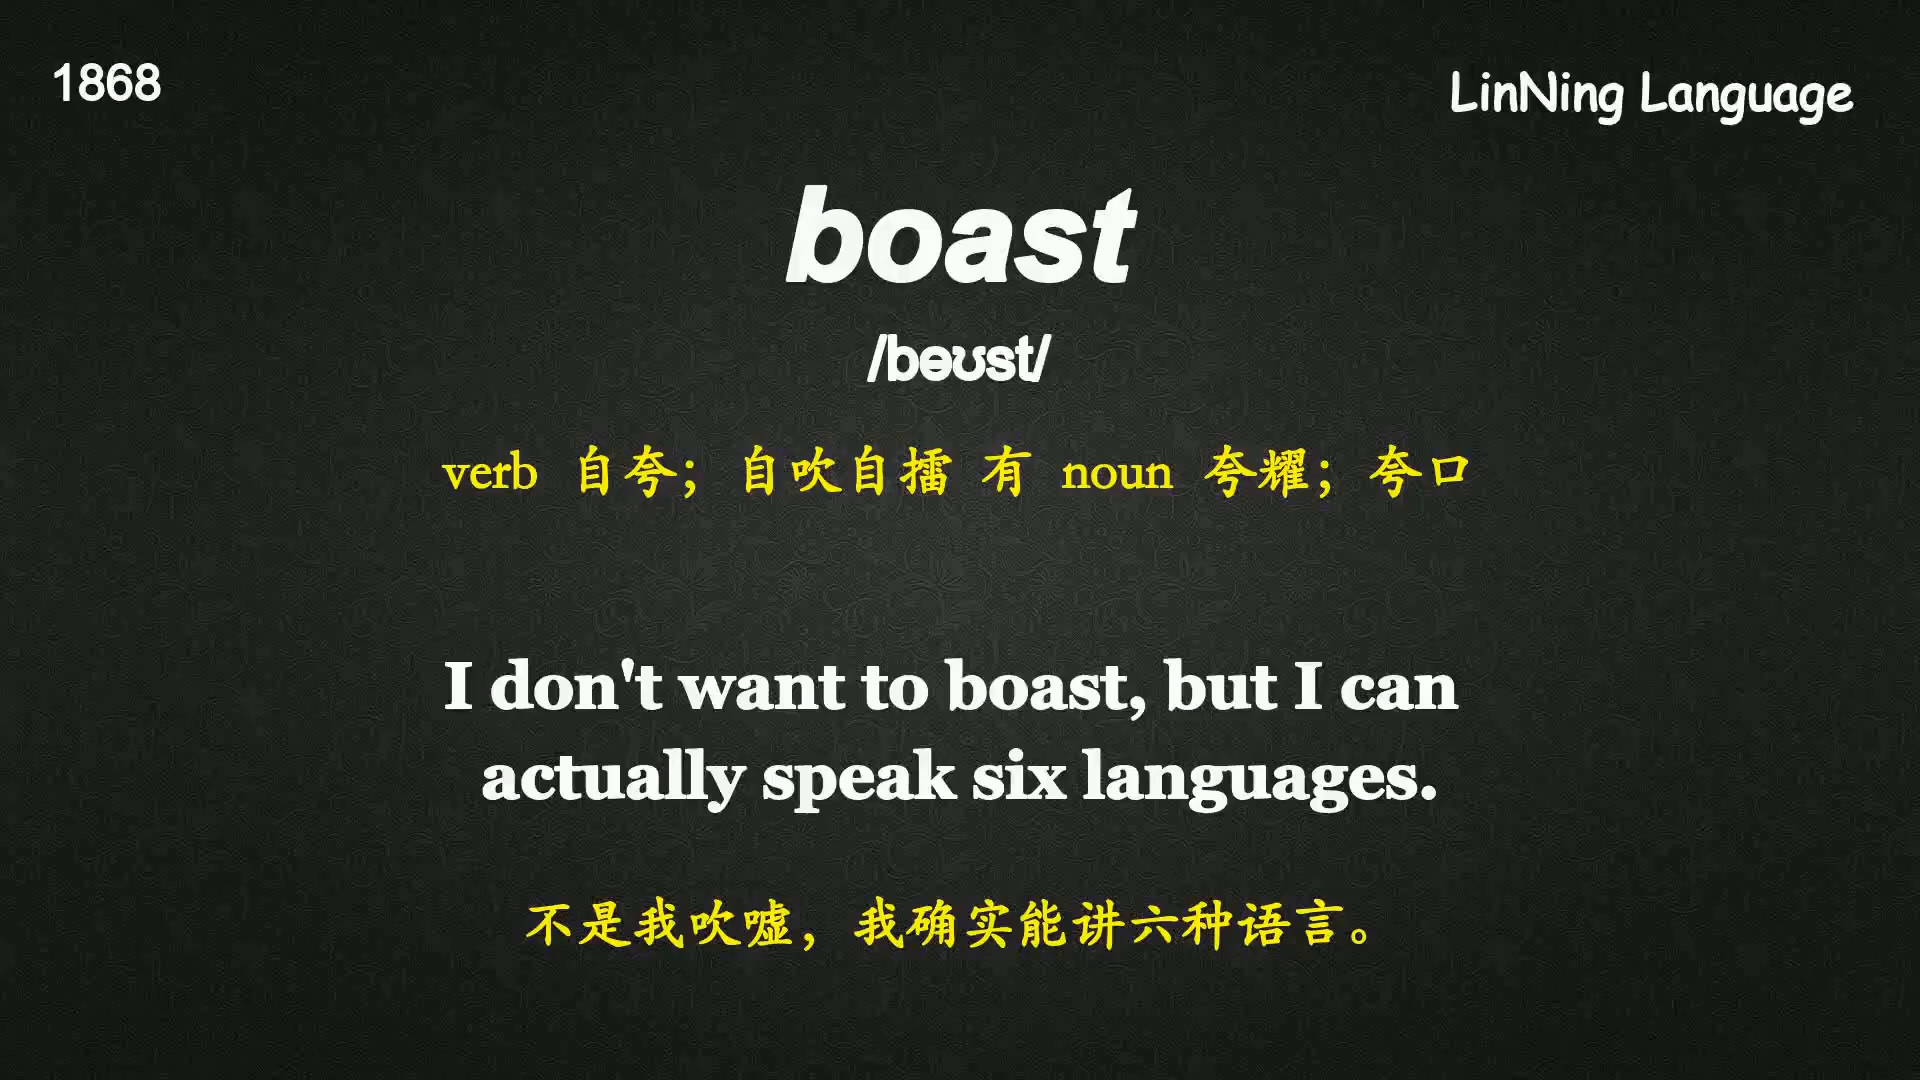 1868
LinNing Language
boast
/bɵʊst/
verb 自夸；自吹自擂 有 noun 夸耀；夸口
I don't want to boast, but I can
actually speak six languages.
不是我吹嘘，我确实能讲六种语言。